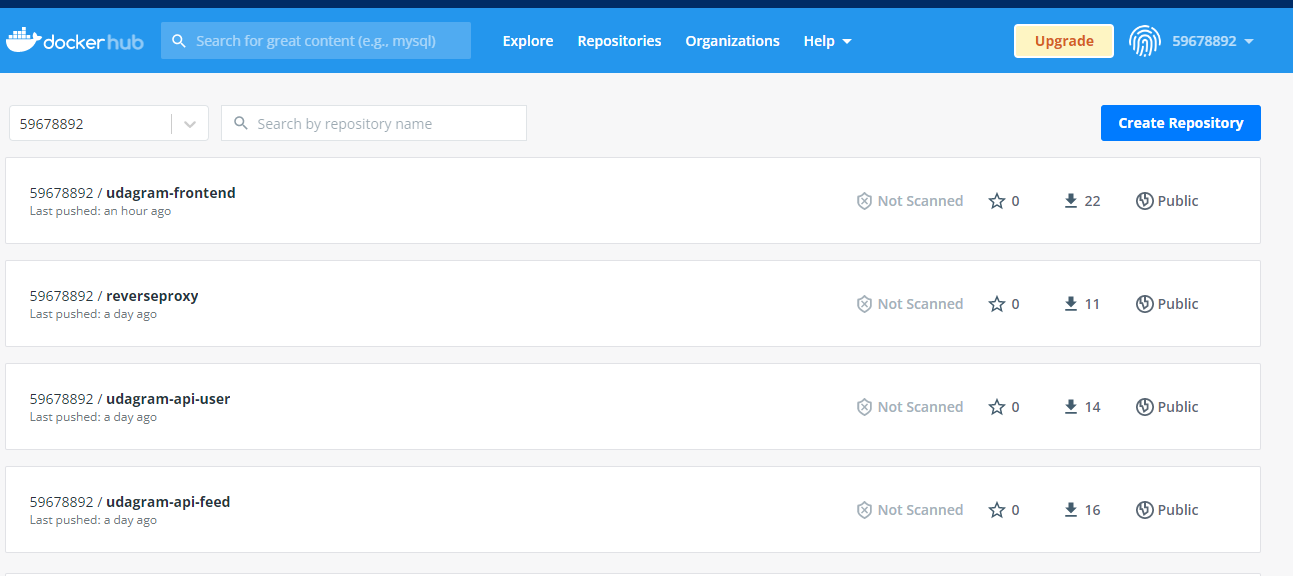 dockerhub Search for great content (e.g., mysql) Explore Repositories Organizations Help Upgrade 59678892
59678892 Search by repository name Create Repository
59678892 / udagram-frontend
Last pushed: an hour ago
Not Scanned 0 22 Public
59678892 / reverseproxy
Last pushed: a day ago
Not Scanned 0 11 Public
59678892 / udagram-api-user
Last pushed: a day ago
Not Scanned 0 14 Public
59678892 / udagram-api-feed
Last pushed: a day ago
Not Scanned 0 16 Public